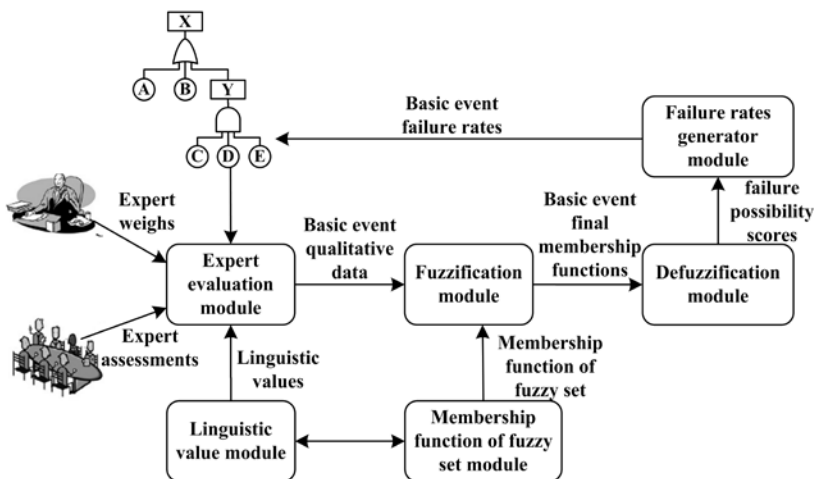 X
A
B
Y
C
D
E
Basic event
failure rates
Failure rates
generator
module
Expert
weighs
Basic event
qualitative
data
Basic event
final
membership
functions
failure
possibility
scores
Expert
evaluation
module
Fuzzification
module
Defuzzification
module
Expert
assessments
Linguistic
values
Membership
function of
fuzzy set
Linguistic
value module
Membership
function of fuzzy
set module